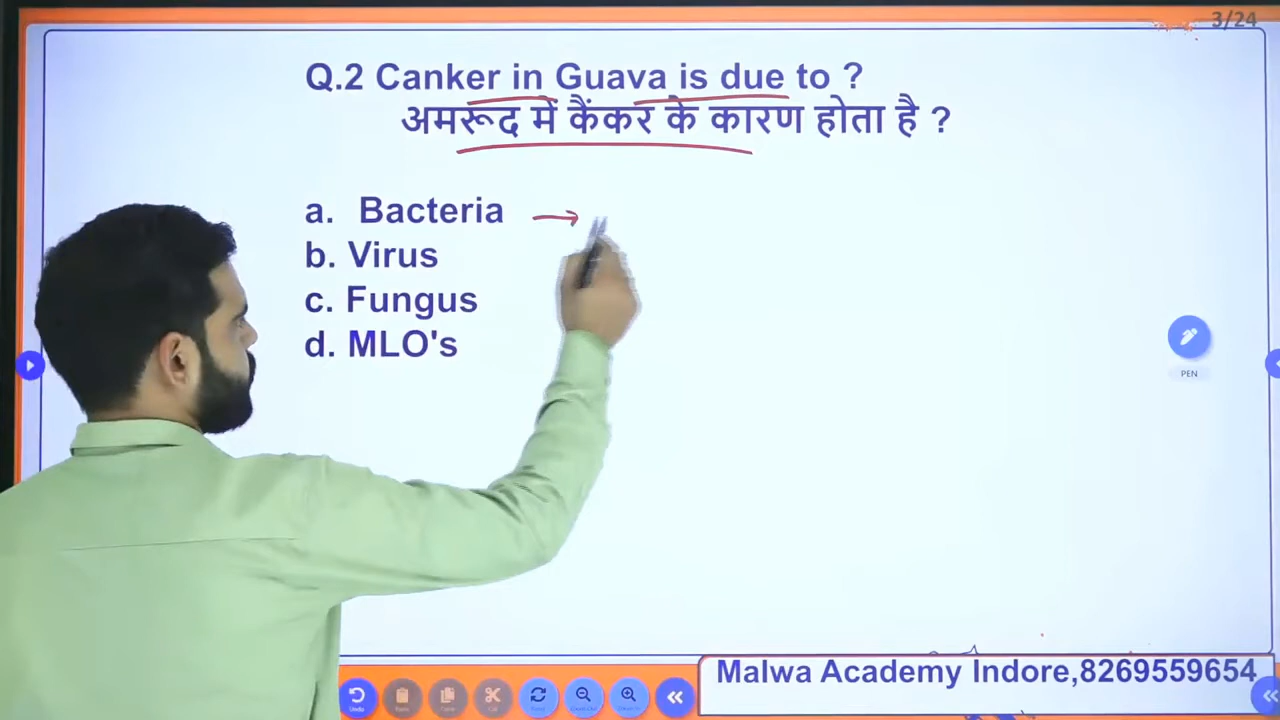 3/24
Q.2 Canker in Guava is due to ?
अमरूद में कैंकर के कारण होता है ?
a. Bacteria
b. Virus
c. Fungus
d. MLO's
PEN
Undo
Malwa Academy Indore,8269559654